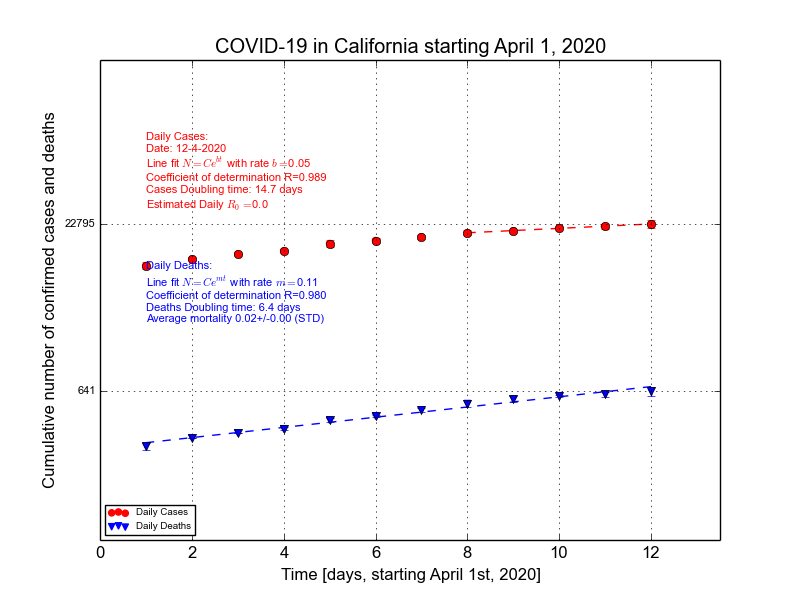 COVID-19 in California starting April 1, 2020
Cumulative number of confirmed cases and deaths
Daily Cases:
Date: 12-4-2020
Line fit N=Ce^{bt} with rate b=0.05
Coefficient of determination R=0.989
Cases Doubling time: 14.7 days
Estimated Daily R_0=0.0
22795
Daily Deaths:
Line fit N=Ce^{mt} with rate m=0.11
Coefficient of determination R=0.980
Deaths Doubling time: 6.4 days
Average mortality 0.02+/-0.00 (STD)
641
Daily Cases
Daily Deaths
0 2 4 6 8 10 12
Time [days, starting April 1st, 2020]